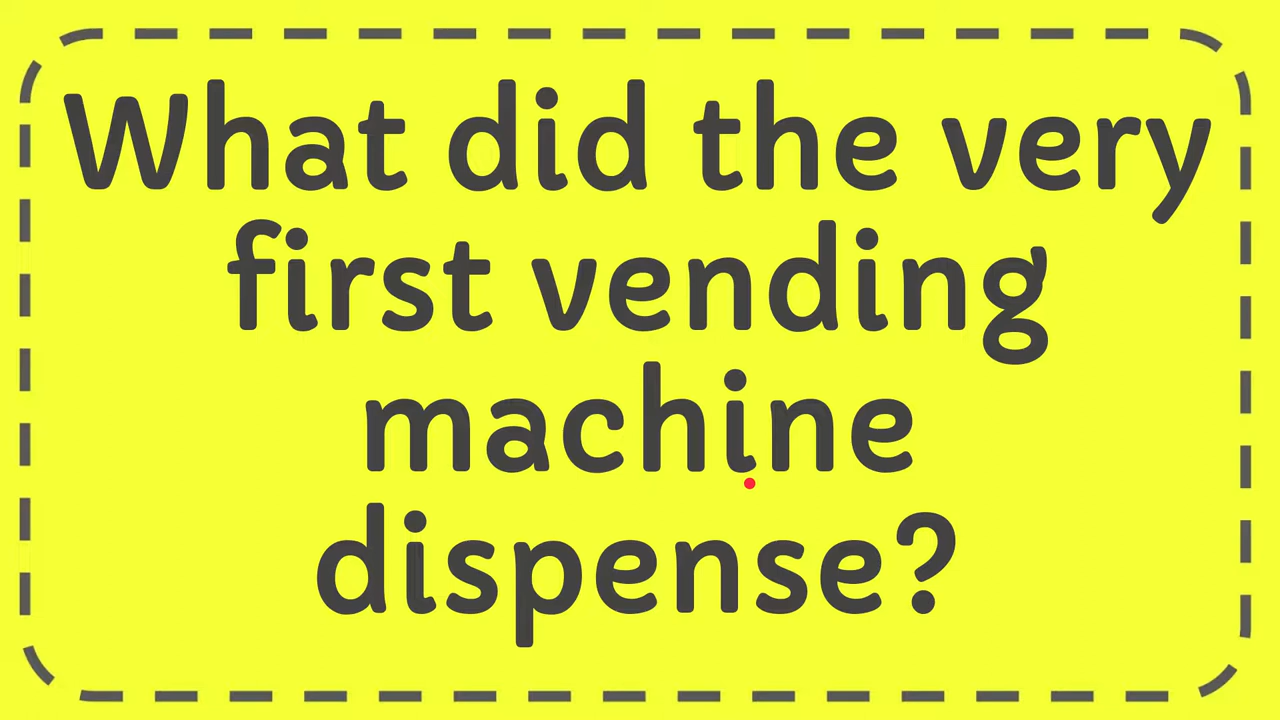 What did the very
first vending
machine
dispense?